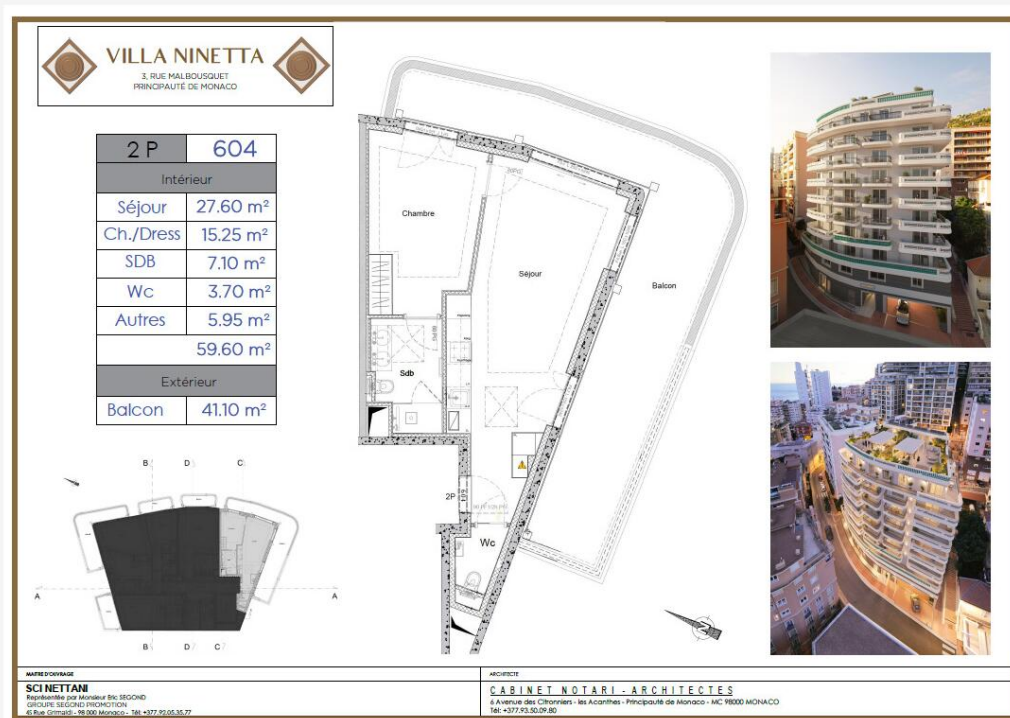 VILLA NINETTA
3, RUE MALBOUSQUET
PRINCIPAUTÉ DE MONACO
2 P 604
Intérieur
Séjour 27.60 m²
Ch./Dress 15.25 m²
SDB 7.10 m²
Wc 3.70 m²
Autres 5.95 m²
59.60 m²
Extérieur
Balcon 41.10 m²
Chambre
Séjour
Balcon
Sdb
2P
604
Wc
B D C
A A
B D C
MAITRE D'OUVRAGE
SCI NETTANI
Représentée par Monsieur Eric SEGOND
GROUPE SEGOND PROMOTION
45 Rue Grimaldi - 98 000 Monaco - Tél: +377.92.05.35.77
ARCHITECTE
CABINET NOTARI - ARCHITECTES
6 Avenue des Citronniers - les Acanthes - Principauté de Monaco - MC 98000 MONACO
Tél: +377.93.50.09.80